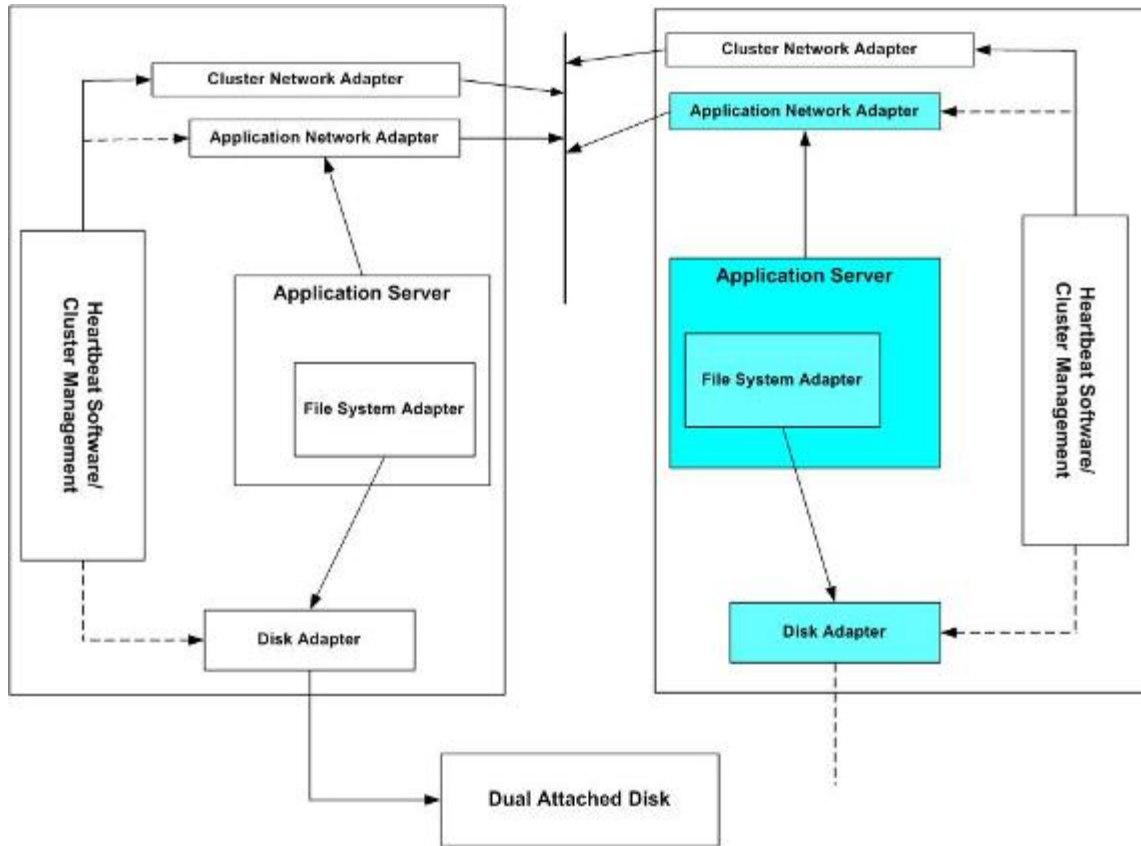 Cluster Network Adapter
Application Network Adapter
Heartbeat Software/
Cluster Management
Application Server
File System Adapter
Disk Adapter
Cluster Network Adapter
Application Network Adapter
Application Server
File System Adapter
Heartbeat Software/
Cluster Management
Disk Adapter
Dual Attached Disk